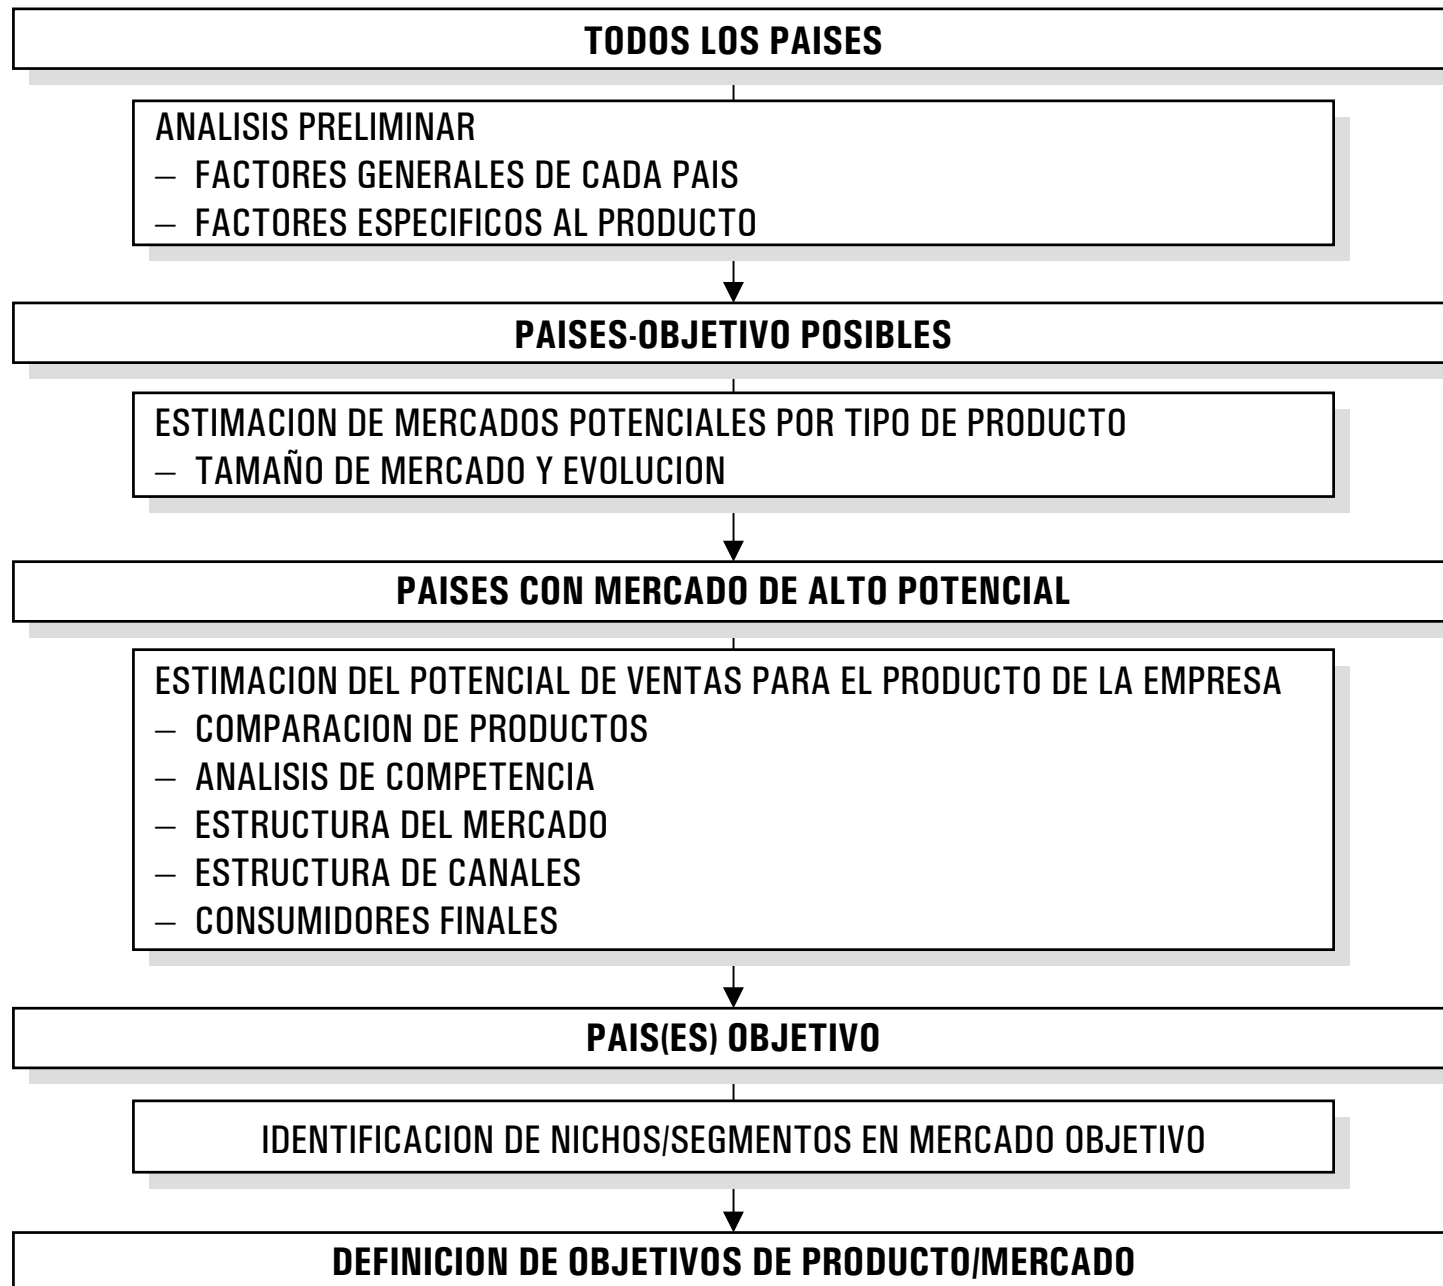 TODOS LOS PAISES
ANALISIS PRELIMINAR
– FACTORES GENERALES DE CADA PAIS
– FACTORES ESPECIFICOS AL PRODUCTO
PAISES-OBJETIVO POSIBLES
ESTIMACION DE MERCADOS POTENCIALES POR TIPO DE PRODUCTO
– TAMAÑO DE MERCADO Y EVOLUCION
PAISES CON MERCADO DE ALTO POTENCIAL
ESTIMACION DEL POTENCIAL DE VENTAS PARA EL PRODUCTO DE LA EMPRESA
– COMPARACION DE PRODUCTOS
– ANALISIS DE COMPETENCIA
– ESTRUCTURA DEL MERCADO
– ESTRUCTURA DE CANALES
– CONSUMIDORES FINALES
PAIS(ES) OBJETIVO
IDENTIFICACION DE NICHOS/SEGMENTOS EN MERCADO OBJETIVO
DEFINICION DE OBJETIVOS DE PRODUCTO/MERCADO